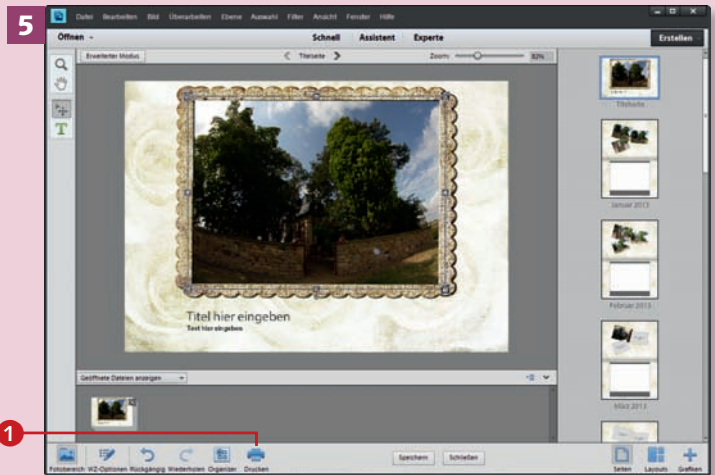 5
Datei Bearbeiten Bild Überarbeiten Ebene Auswahl Filter Ansicht Fenster Hilfe
Öffnen Schnell Assistent Experte Erstellen
Erweiterter Modus Titelseite Zoom: 82%
Titelseite
Januar 2013
Februar 2013
März 2013
T
Titel hier eingeben
Text hier eingeben
Geöffnete Dateien anzeigen
1
Speichern Schließen
Fotobereich WZ-Optionen Rückgängig Wiederholen Organizer Drucken Seiten Layouts Grafiken